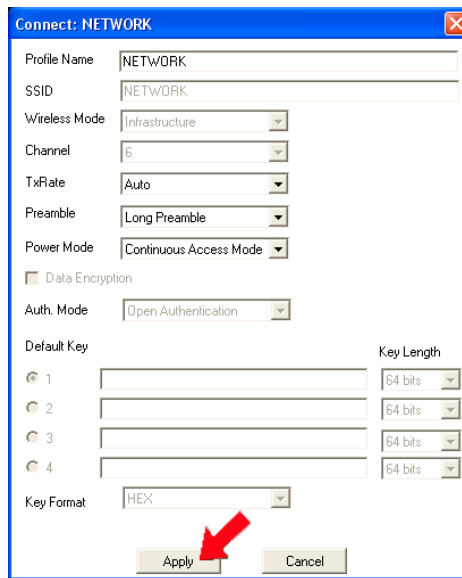 Connect: NETWORK
Profile Name NETWORK
SSID NETWORK
Wireless Mode Infrastructure
Channel 6
TxRate Auto
Preamble Long Preamble
Power Mode Continuous Access Mode
Data Encryption
Auth. Mode Open Authentication
Default Key
Key Length
1 64 bits
2 64 bits
3 64 bits
4 64 bits
Key Format HEX
Apply Cancel